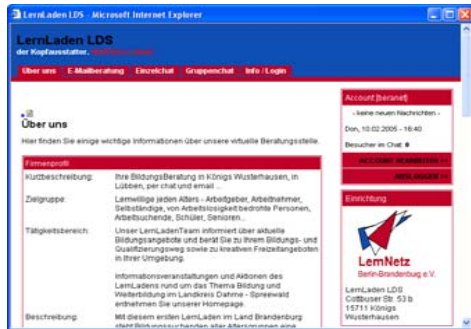 LernLaden LDS - Microsoft Internet Explorer
LernLaden LDS
der Kopfausstatter.
Über uns E-Mailberatung Einzelchat Gruppenchat Info / Login
Über uns
Hier finden Sie einige wichtige Informationen über unsere virtuelle Beratungsstelle.
Firmenprofil
Kurzbeschreibung: Ihre BildungsBeratung in Königs Wusterhausen, in
Lübben, per chat und email ...
Zielgruppe: Lernwillige jeden Alters - Arbeitgeber, Arbeitnehmer,
Selbständige, von Arbeitslosigkeit bedrohte Personen,
Arbeitsuchende, Schüler, Senioren..
Tätigkeitsbereich: Unser LernLadenTeam informiert über aktuelle
Bildungsangebote und berät Sie zu Ihrem Bildungs- und
Qualifizierungsweg sowie zu kreativen Freizeitangeboten
in Ihrer Umgebung.
Informationsveranstaltungen und Aktionen des
LernLadens rund um das Thema Bildung und
Weiterbildung im Landkreis Dahme - Spreewald
entnehmen Sie unserer Homepage.
Beschreibung: Mit diesem ersten LernLaden im Land Brandenburg
steht Bildungssuchenden aller Altersgruppen eine
Account [beranet]
- keine neuen Nachrichten -
Don, 10.02.2005 - 16:40
Besucher im Chat: 0
ACCOUNT BEARBEITEN >>
AUSLOGGEN >>
Einrichtung
LernNetz
Berlin-Brandenburg e.V.
LernLaden LDS
Cottbuser Str. 53 b
15711 Königs
Wusterhausen